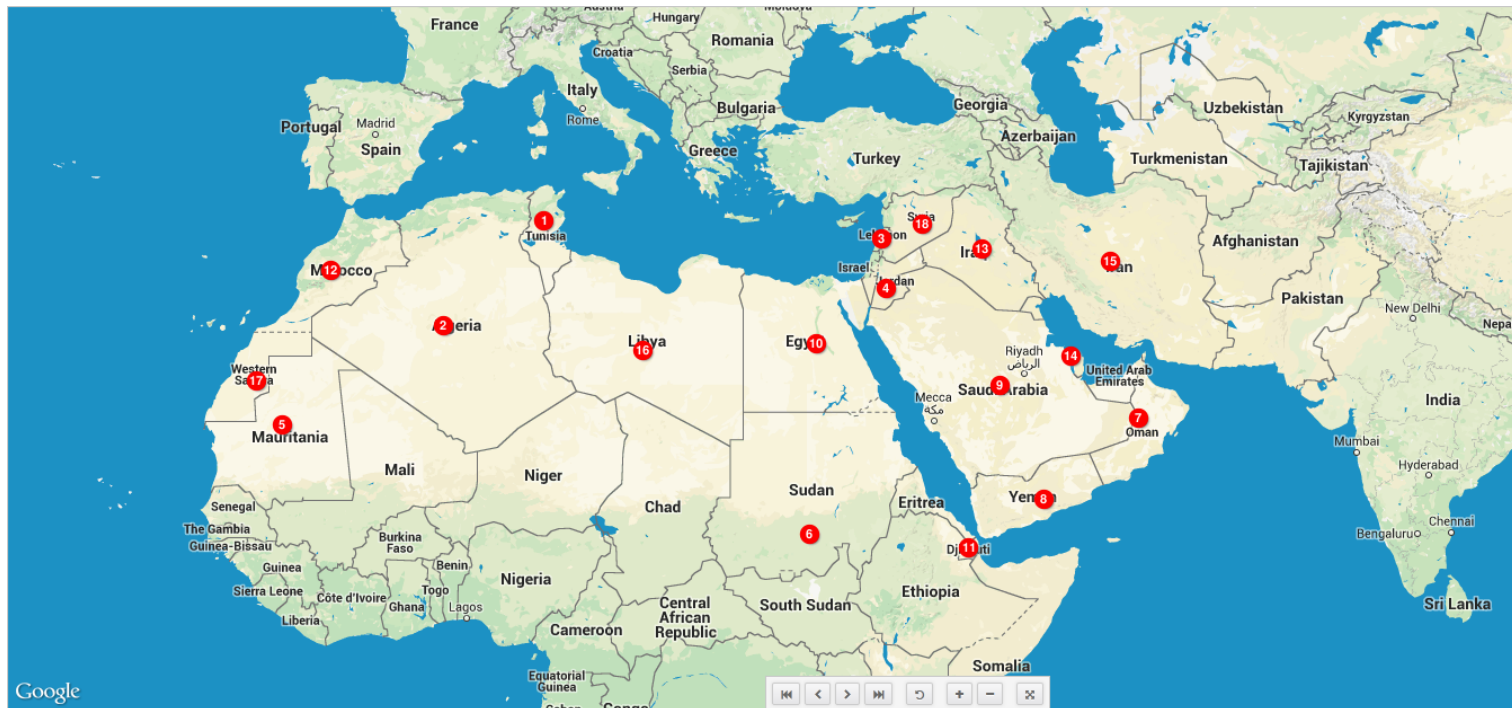 Austria
Moldova
France
Hungary
Romania
Croatia
Serbia
Italy
Bulgaria
Georgia
Uzbekistan
Kyrgyzstan
Rome
Portugal
Madrid
Spain
Azerbaijan
Greece
Turkey
Turkmenistan
Tajikistan
1
Tunisia
Syria
18
3
Lebanon
Iraq
13
Afghanistan
15
Iran
Israel
12
Morocco
Jordan
4
Pakistan
New Delhi
Nepal
2
Algeria
Libya
16
Egypt
10
Riyadh
الرياض
14
Western
Sahara
17
United Arab
Emirates
9
Saudi Arabia
Mecca
مكة
India
5
Mauritania
7
Oman
Mumbai
Mali
Niger
Hyderabad
Sudan
Yemen
8
Senegal
Chad
Eritrea
The Gambia
Guinea-Bissau
Burkina
Faso
6
Chennai
Bengaluru
11
Djibouti
Guinea
Benin
Nigeria
Sierra Leone
Côte d'Ivoire
Togo
Ghana
Lagos
Ethiopia
Liberia
Central
African
Republic
South Sudan
Sri Lanka
Cameroon
Somalia
Equatorial
Guinea
Gabon
Congo
Google